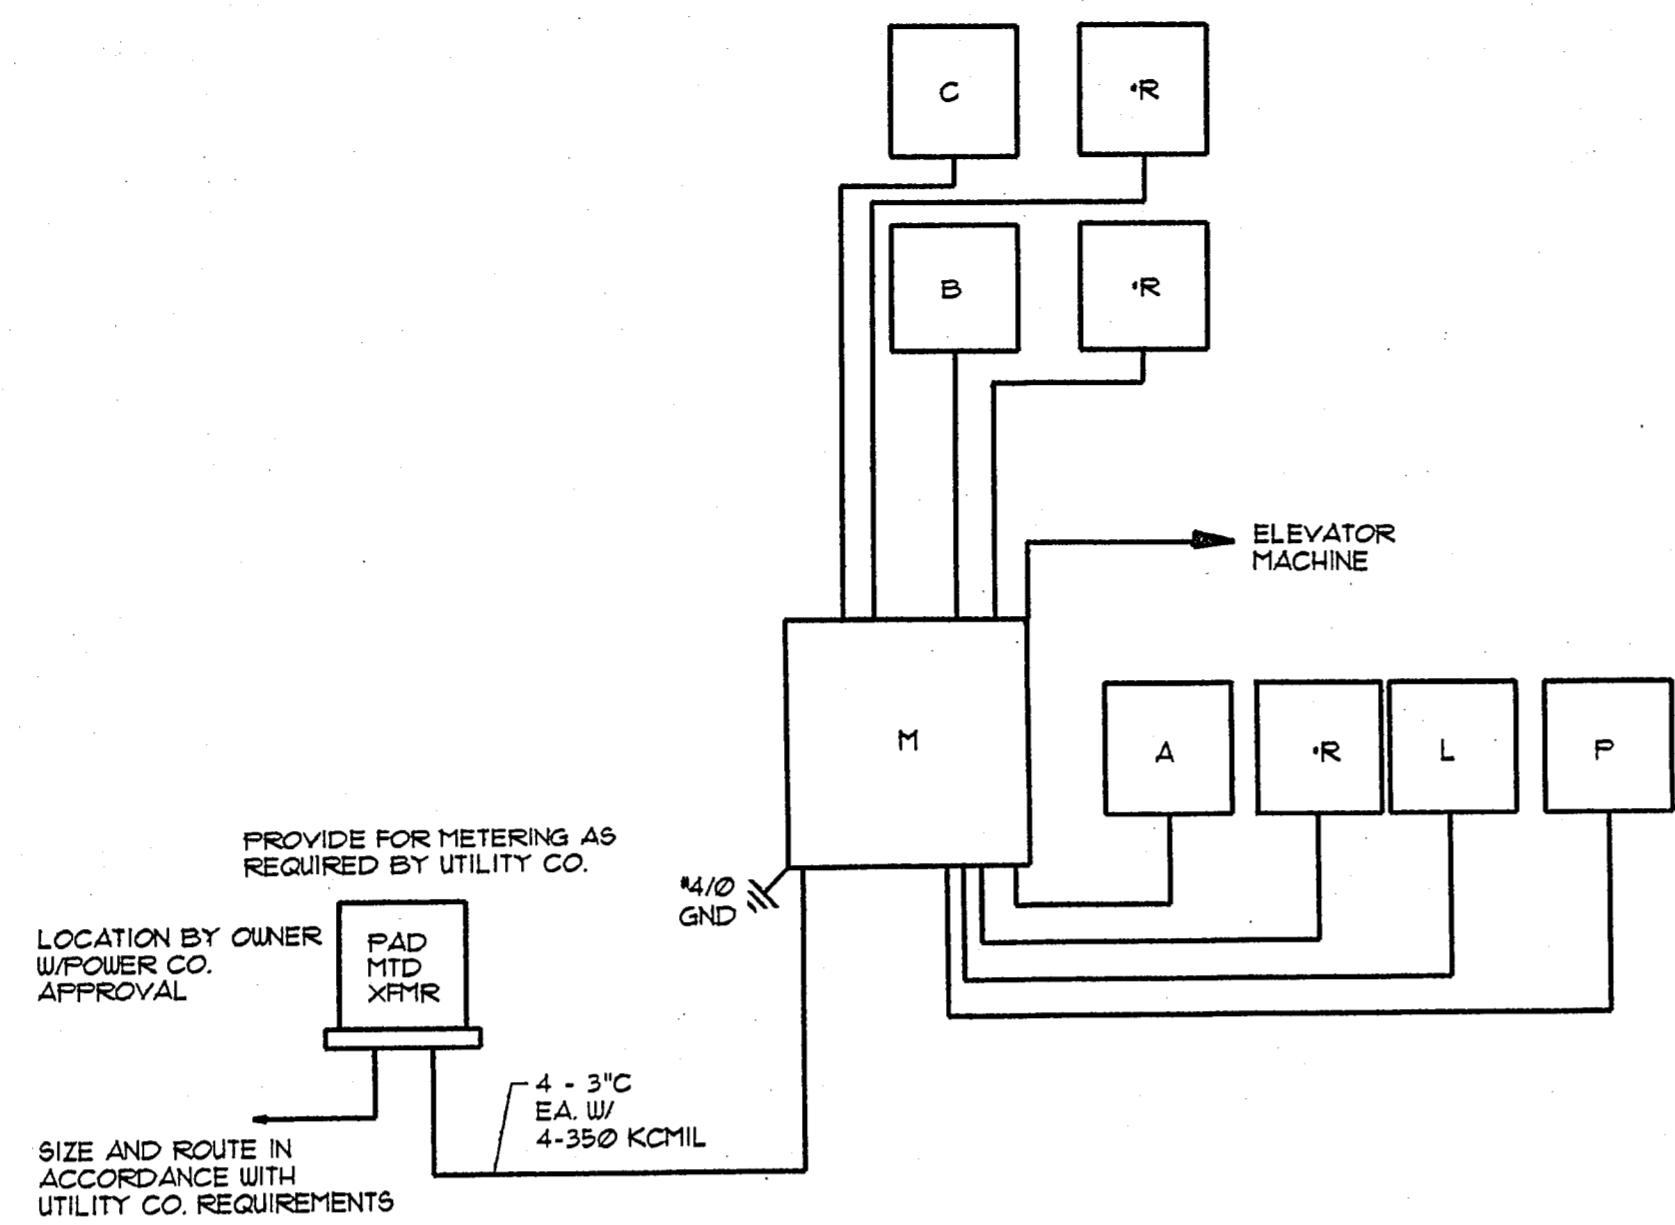 C
•R
B
•R
ELEVATOR
MACHINE
M
A
•R
L
P
PROVIDE FOR METERING AS
REQUIRED BY UTILITY CO.
#4/0
GND
LOCATION BY OWNER
W/POWER CO.
APPROVAL
PAD
MTD
XFMR
4 - 3"C
EA. W/
4-350 KCMIL
SIZE AND ROUTE IN
ACCORDANCE WITH
UTILITY CO. REQUIREMENTS